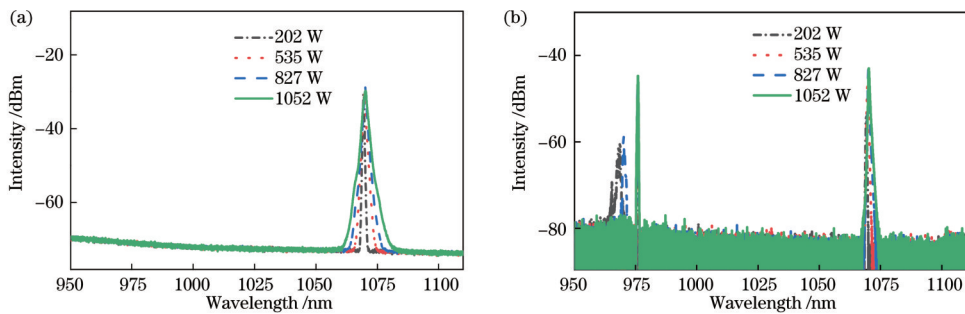 (a)
202 W
535 W
827 W
1052 W
−20
−40
−60
Intensity /dBm
950 975 1000 1025 1050 1075 1100
Wavelength /nm
(b)
202 W
535 W
827 W
1052 W
−40
−60
−80
Intensity /dBm
950 975 1000 1025 1050 1075 1100
Wavelength /nm